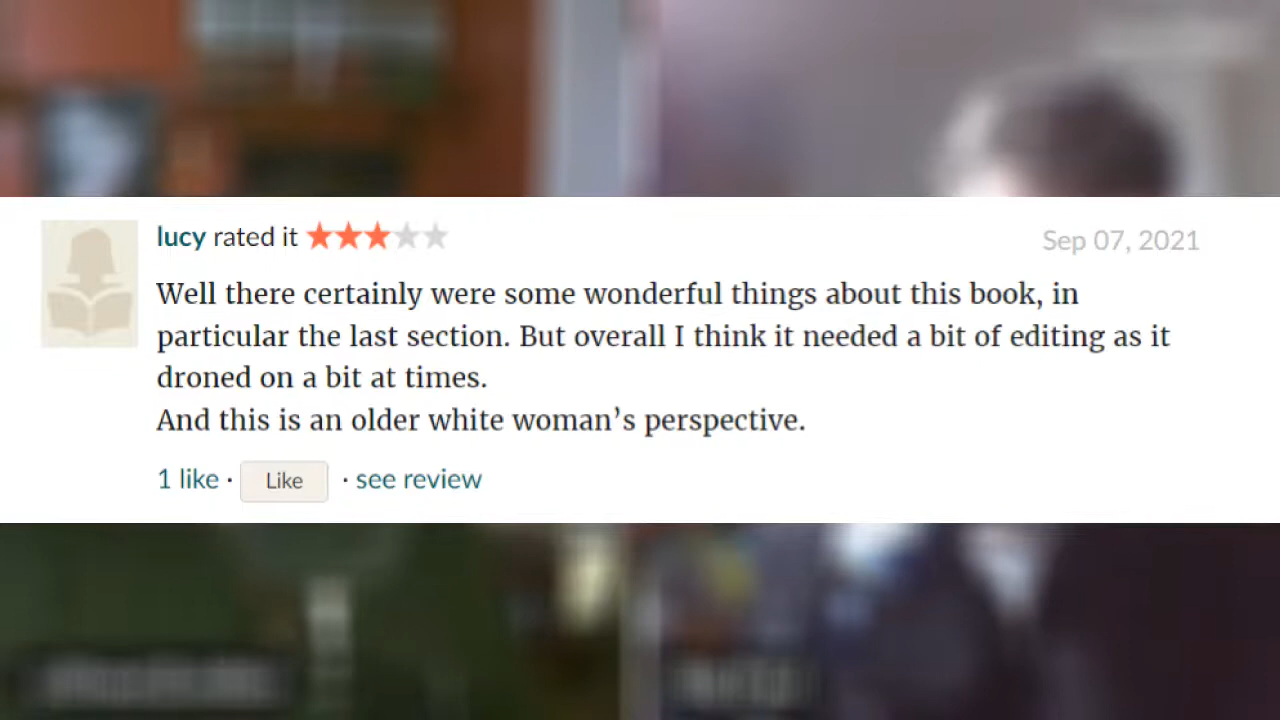 lucy rated it
Sep 07, 2021
Well there certainly were some wonderful things about this book, in
particular the last section. But overall I think it needed a bit of editing as it
droned on a bit at times.
And this is an older white woman’s perspective.
1 like · Like · see review